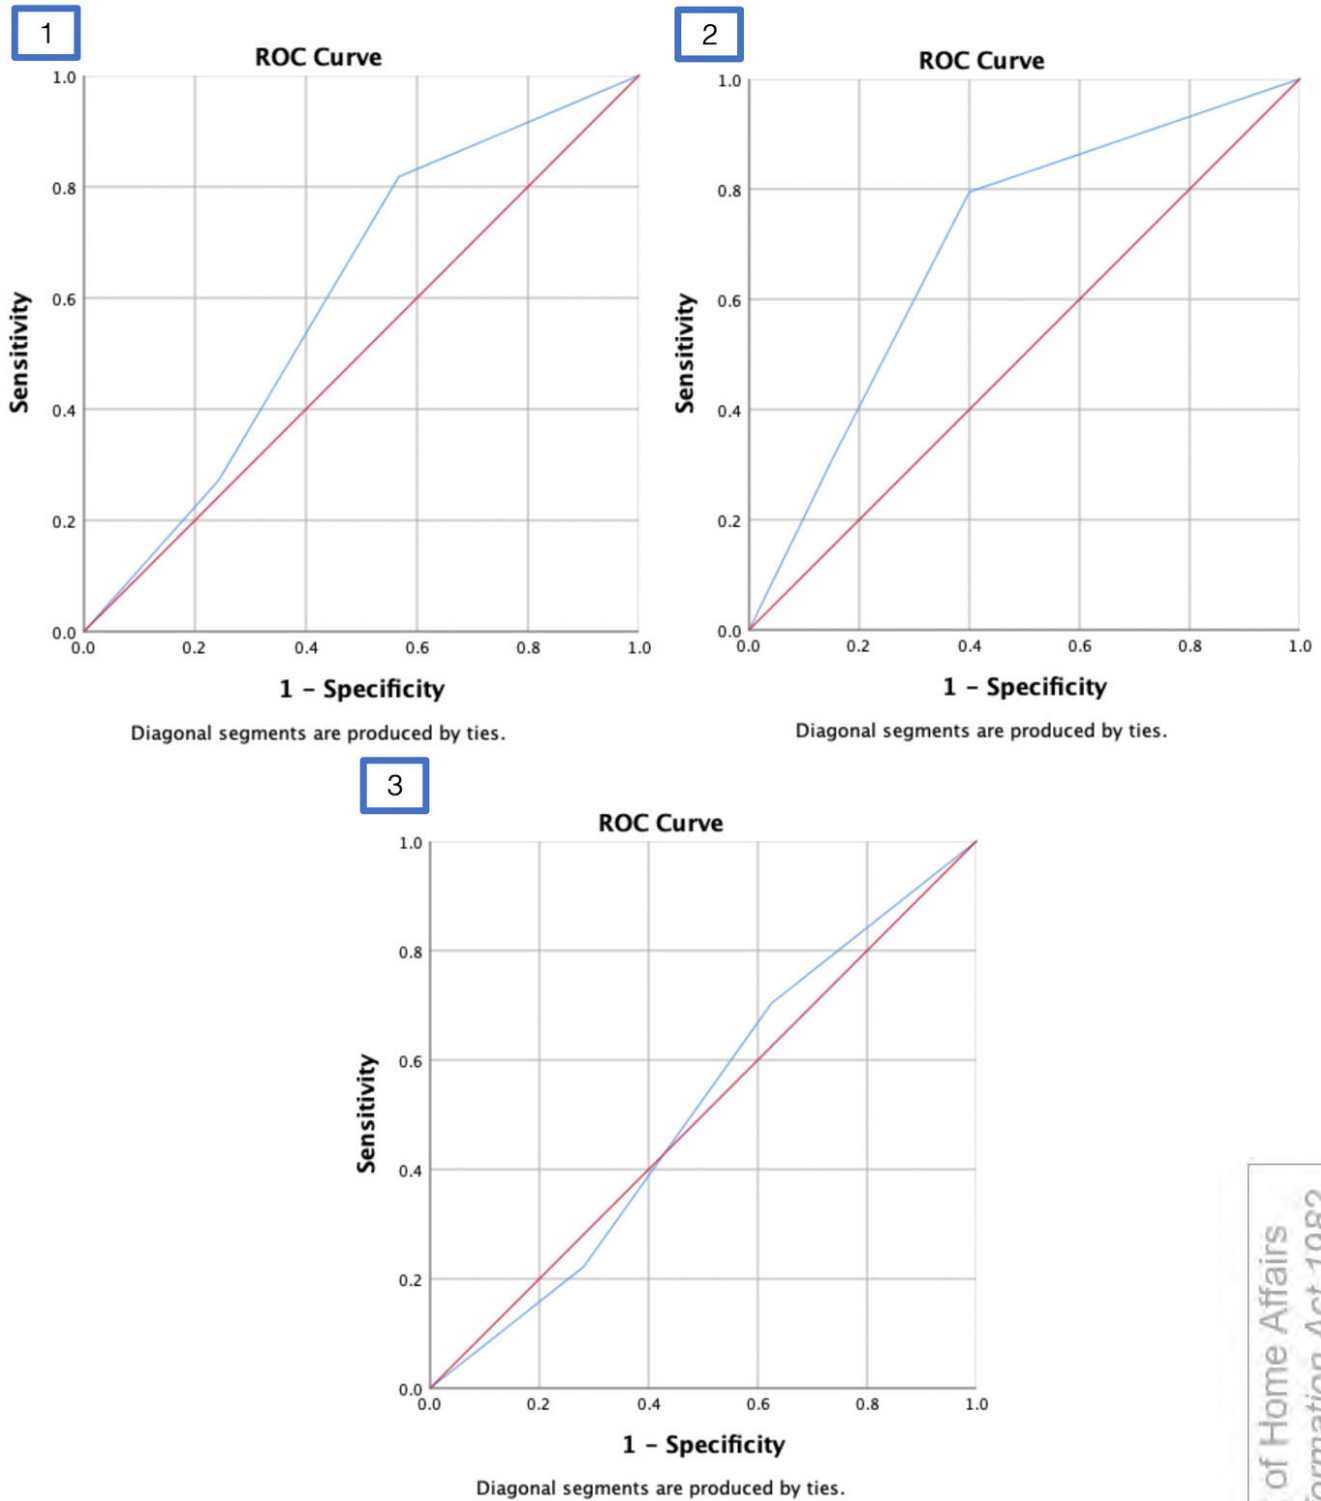 1
ROC Curve
1.0
0.8
0.6
0.4
0.2
0.0
Sensitivity
0.0 0.2 0.4 0.6 0.8 1.0
1 – Specificity
Diagonal segments are produced by ties.
2
ROC Curve
1.0
0.8
0.6
0.4
0.2
0.0
Sensitivity
0.0 0.2 0.4 0.6 0.8 1.0
1 – Specificity
Diagonal segments are produced by ties.
3
ROC Curve
1.0
0.8
0.6
0.4
0.2
0.0
Sensitivity
0.0 0.2 0.4 0.6 0.8 1.0
1 – Specificity
Diagonal segments are produced by ties.
of Home Affairs
Act 1982